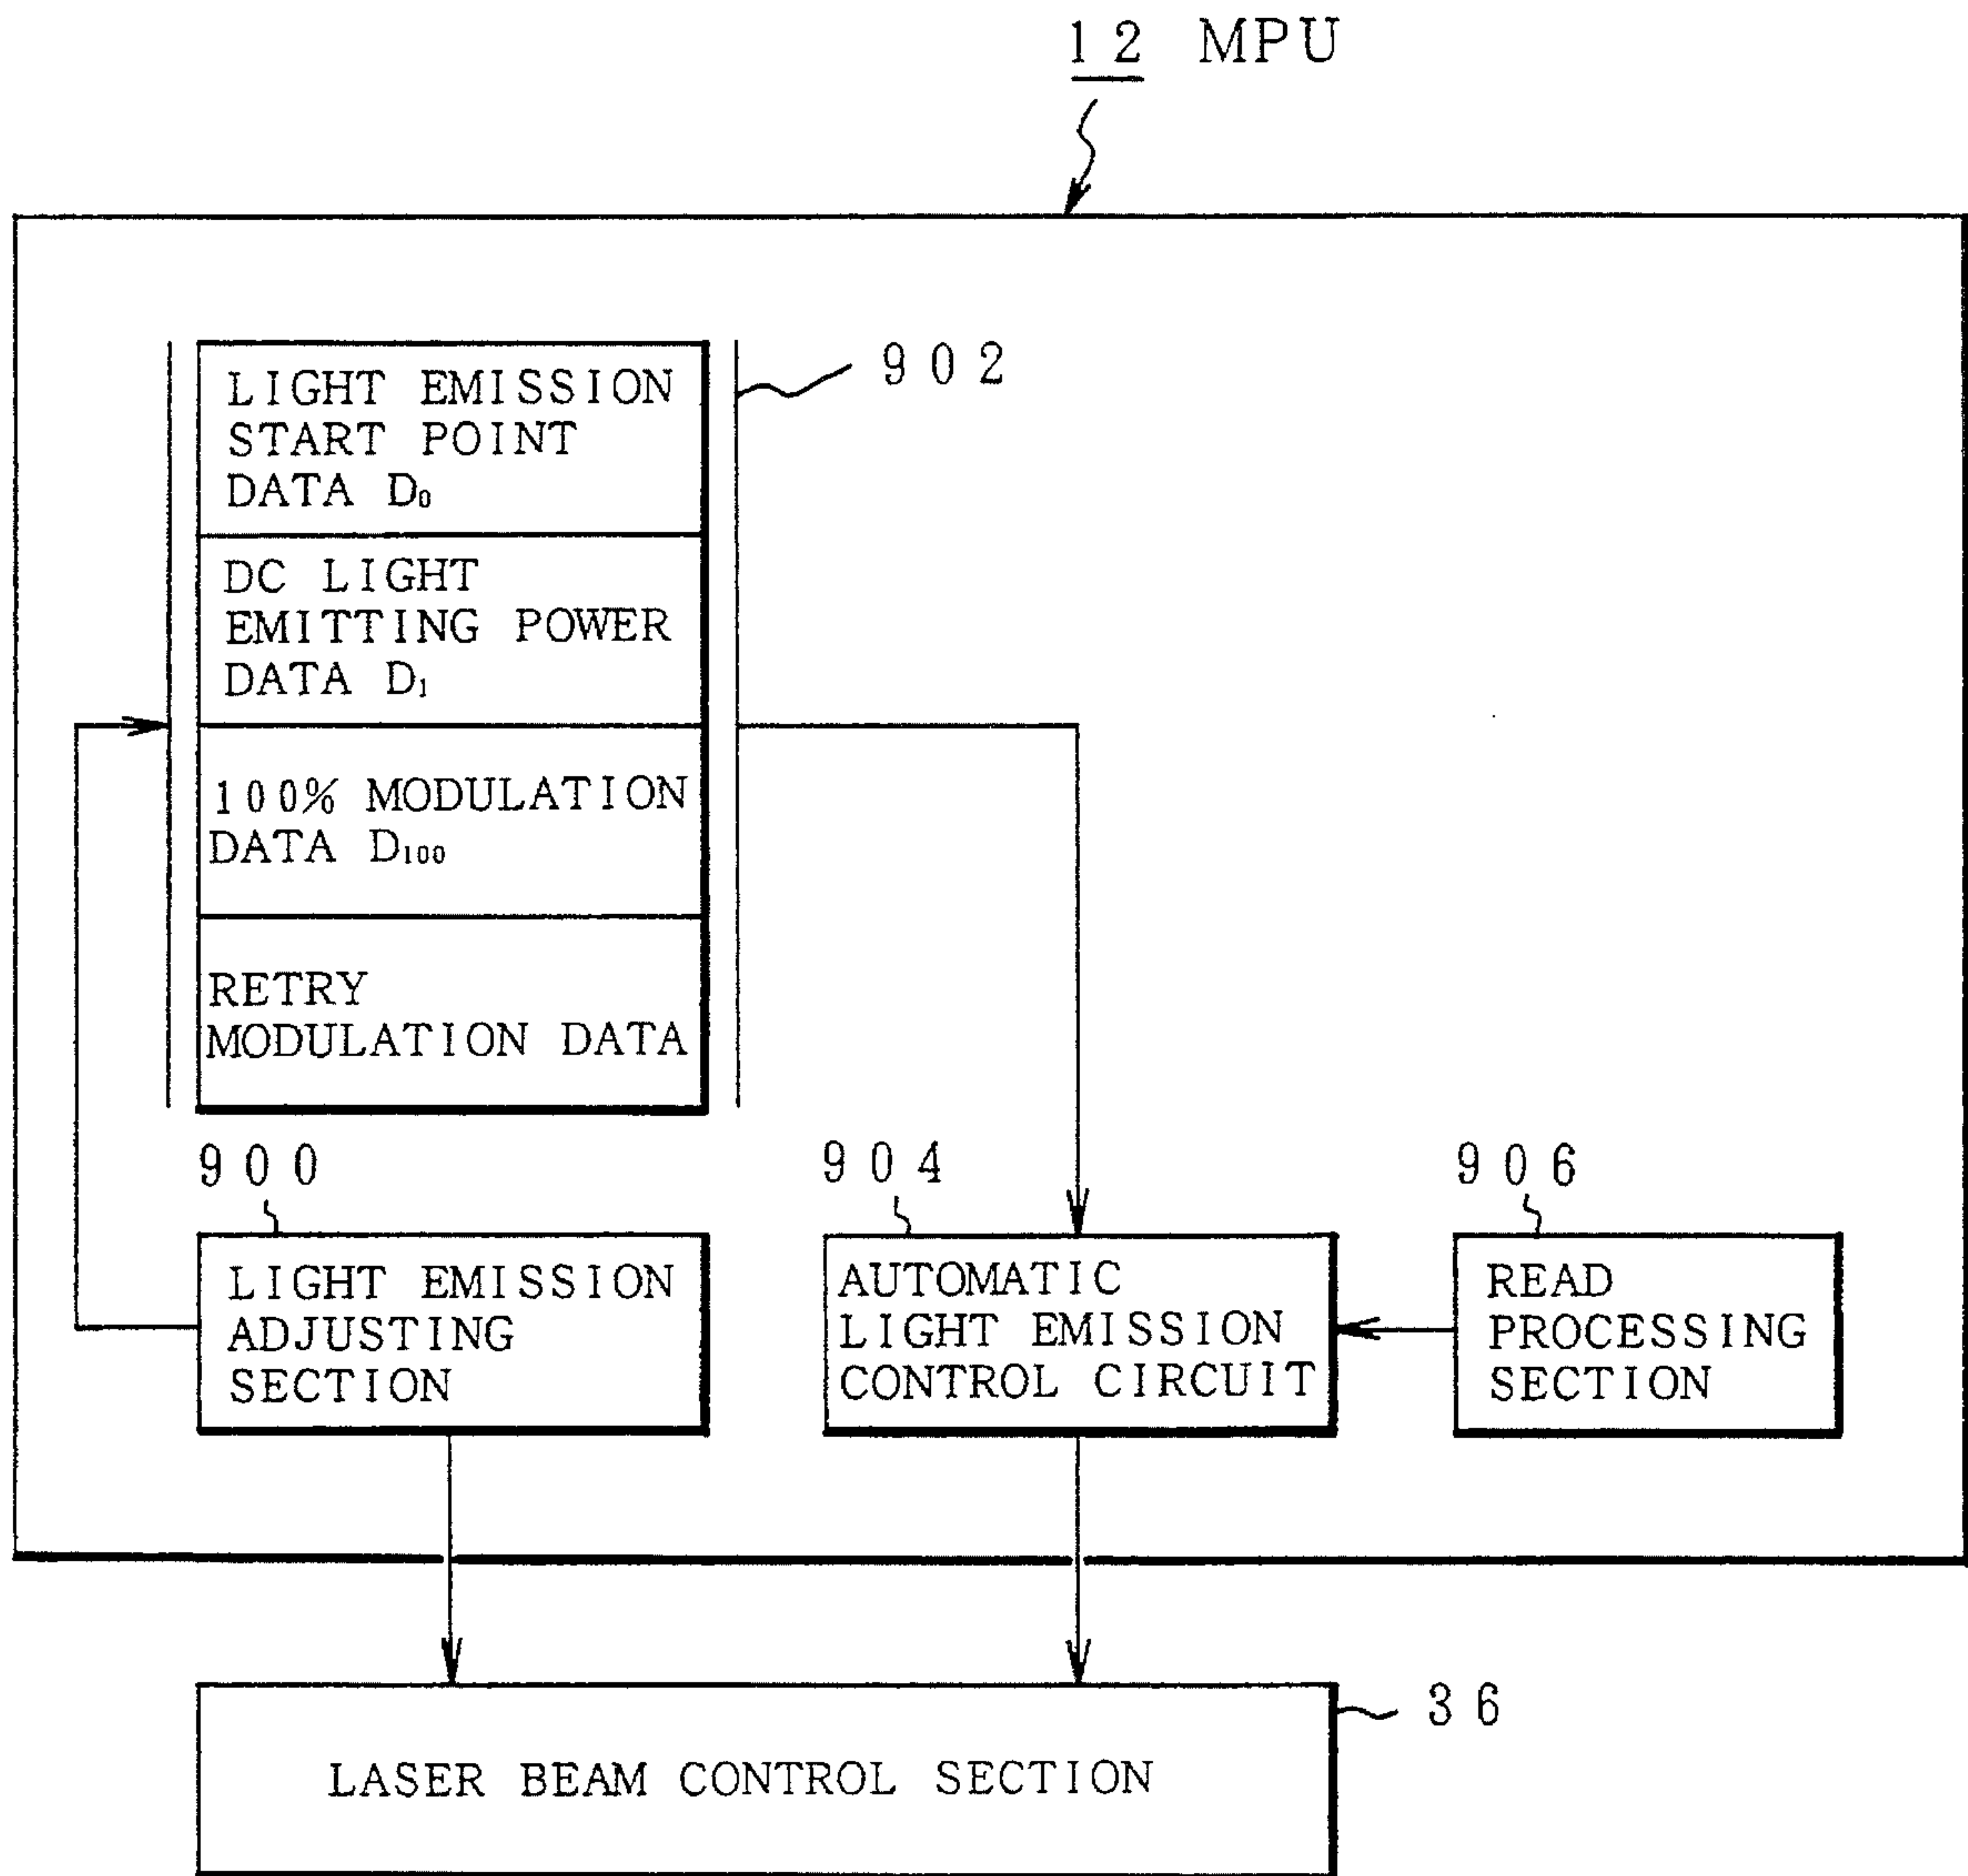 12 MPU
902
LIGHT EMISSION
START POINT
DATA D₀
DC LIGHT
EMITTING POWER
DATA D₁
100% MODULATION
DATA D₁₀₀
RETRY
MODULATION DATA
900
904
906
LIGHT EMISSION
ADJUSTING
SECTION
AUTOMATIC
LIGHT EMISSION
CONTROL CIRCUIT
READ
PROCESSING
SECTION
36
LASER BEAM CONTROL SECTION